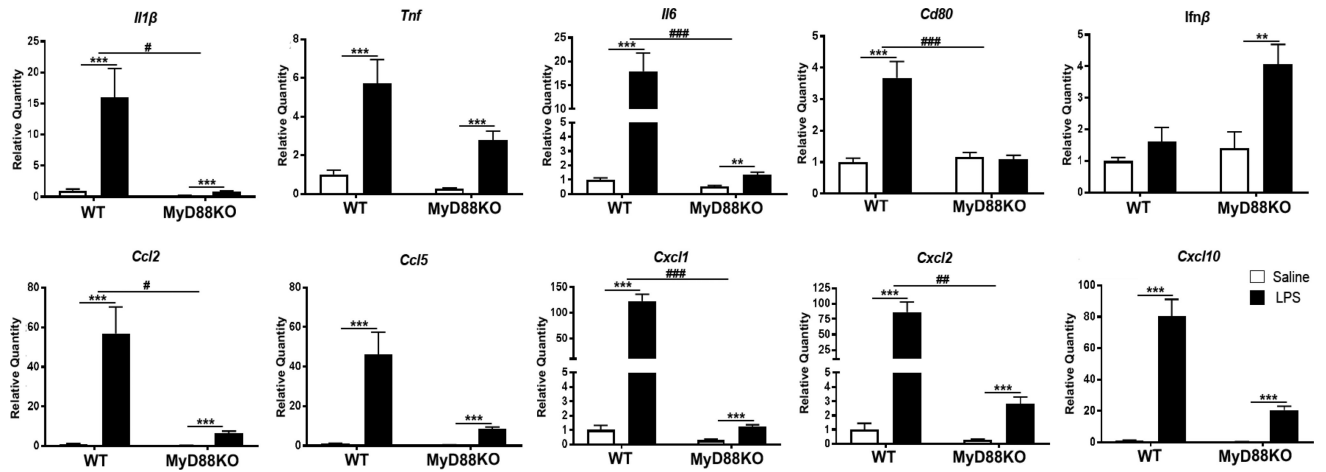 Il1β
Relative Quantity
25
20
15
10
5
0
***
#
***
WT MyD88KO
Tnf
Relative Quantity
8
6
4
2
0
***
***
WT MyD88KO
Il6
Relative Quantity
25
20
15
10
5
4
3
2
1
0
***
###
**
WT MyD88KO
Cd80
Relative Quantity
5
4
3
2
1
0
***
###
WT MyD88KO
Ifnβ
Relative Quantity
5
4
3
2
1
0
**
WT MyD88KO
Ccl2
Relative Quantity
80
60
40
20
0
***
#
***
WT MyD88KO
Ccl5
Relative Quantity
80
60
40
20
0
***
***
WT MyD88KO
Cxcl1
Relative Quantity
150
100
50
5
4
3
2
1
0
***
###
***
WT MyD88KO
Cxcl2
Relative Quantity
125
100
75
50
25
5
4
3
2
1
0
***
##
***
WT MyD88KO
Cxcl10
Relative Quantity
100
80
60
40
20
0
***
***
WT MyD88KO
Saline
LPS